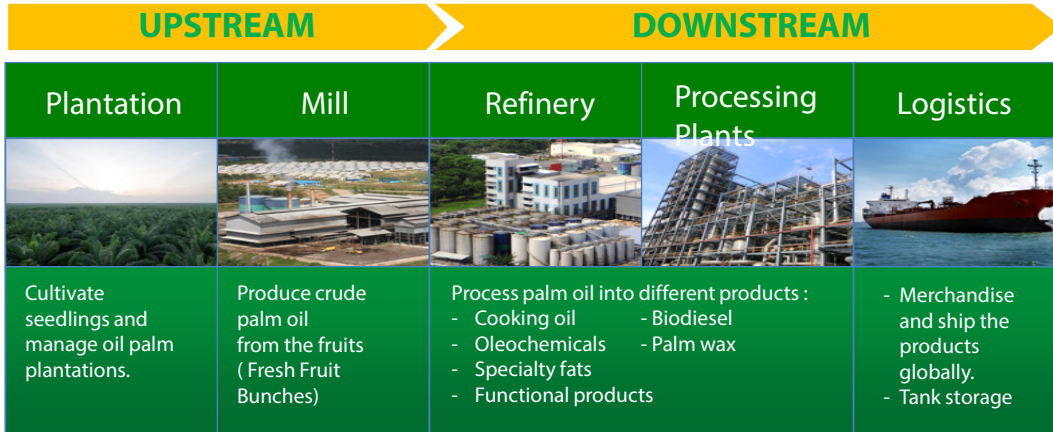 UPSTREAM
DOWNSTREAM
Plantation
Mill
Refinery
Processing
Plants
Logistics
Cultivate
seedlings and
manage oil palm
plantations.
Produce crude
palm oil
from the fruits
( Fresh Fruit
Bunches)
Process palm oil into different products :
- Cooking oil - Biodiesel
- Oleochemicals - Palm wax
- Specialty fats
- Functional products
- Merchandise
and ship the
products
globally.
- Tank storage